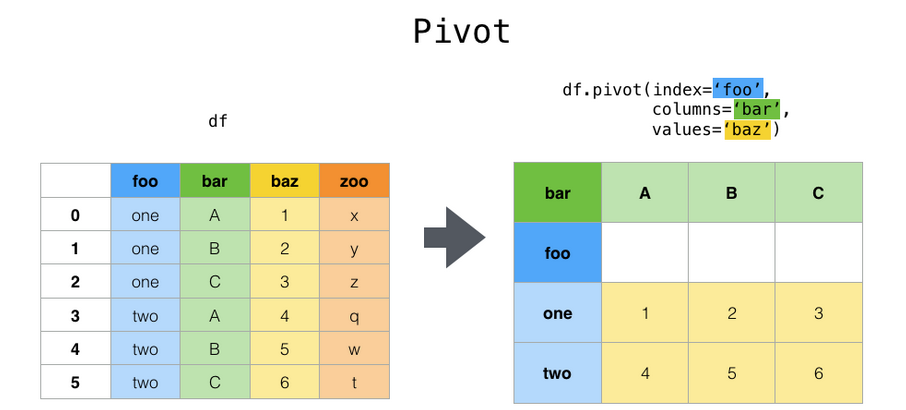 Pivot
df
foo bar baz zoo
0 one A 1 x
1 one B 2 y
2 one C 3 z
3 two A 4 q
4 two B 5 w
5 two C 6 t
df.pivot(index=‘foo’,
columns=‘bar’,
values=‘baz’)
bar A B C
foo
one 1 2 3
two 4 5 6